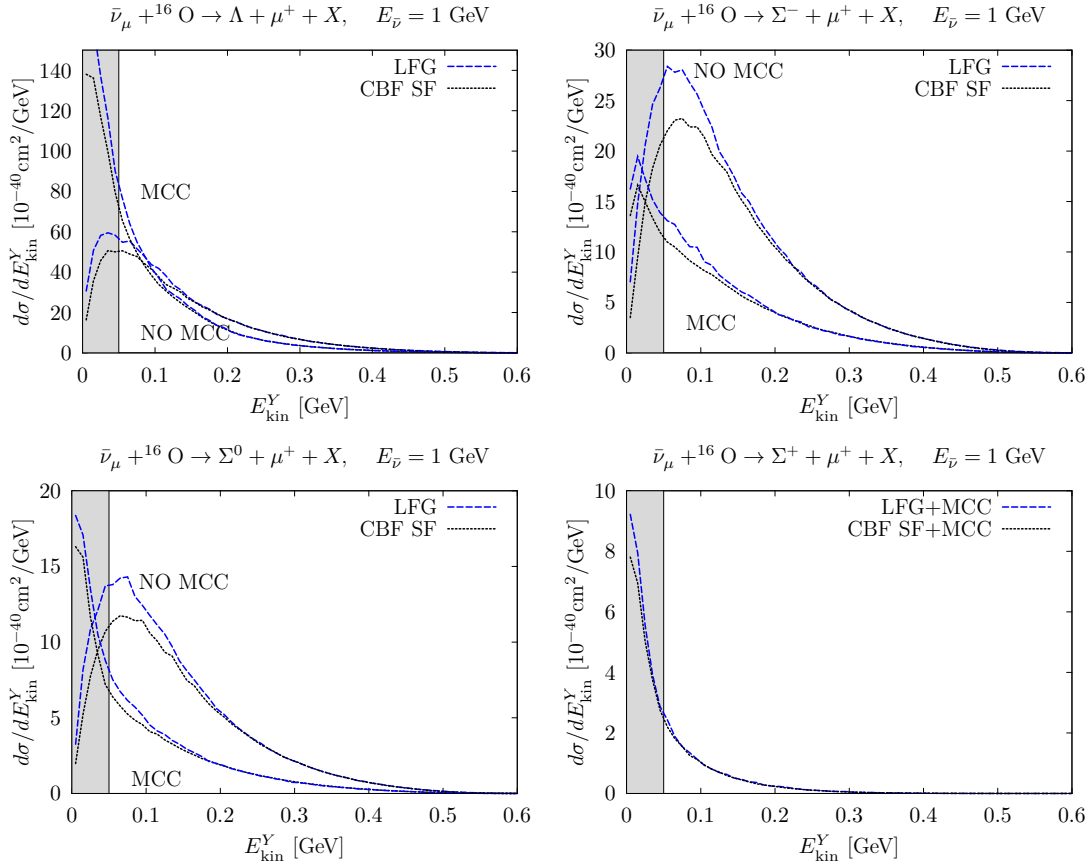 ν̄_μ + ¹⁶ O → Λ + μ⁺ + X, E_ν̄ = 1 GeV
dσ/dE^Y_kin [10⁻⁴⁰cm²/GeV]
140
120
100
80
60
40
20
0
LFG
CBF SF
MCC
NO MCC
0 0.1 0.2 0.3 0.4 0.5 0.6
E^Y_kin [GeV]
ν̄_μ + ¹⁶ O → Σ⁻ + μ⁺ + X, E_ν̄ = 1 GeV
dσ/dE^Y_kin [10⁻⁴⁰cm²/GeV]
30
25
20
15
10
5
0
LFG
CBF SF
NO MCC
MCC
0 0.1 0.2 0.3 0.4 0.5 0.6
E^Y_kin [GeV]
ν̄_μ + ¹⁶ O → Σ⁰ + μ⁺ + X, E_ν̄ = 1 GeV
dσ/dE^Y_kin [10⁻⁴⁰cm²/GeV]
20
15
10
5
0
LFG
CBF SF
NO MCC
MCC
0 0.1 0.2 0.3 0.4 0.5 0.6
E^Y_kin [GeV]
ν̄_μ + ¹⁶ O → Σ⁺ + μ⁺ + X, E_ν̄ = 1 GeV
dσ/dE^Y_kin [10⁻⁴⁰cm²/GeV]
10
8
6
4
2
0
LFG+MCC
CBF SF+MCC
0 0.1 0.2 0.3 0.4 0.5 0.6
E^Y_kin [GeV]